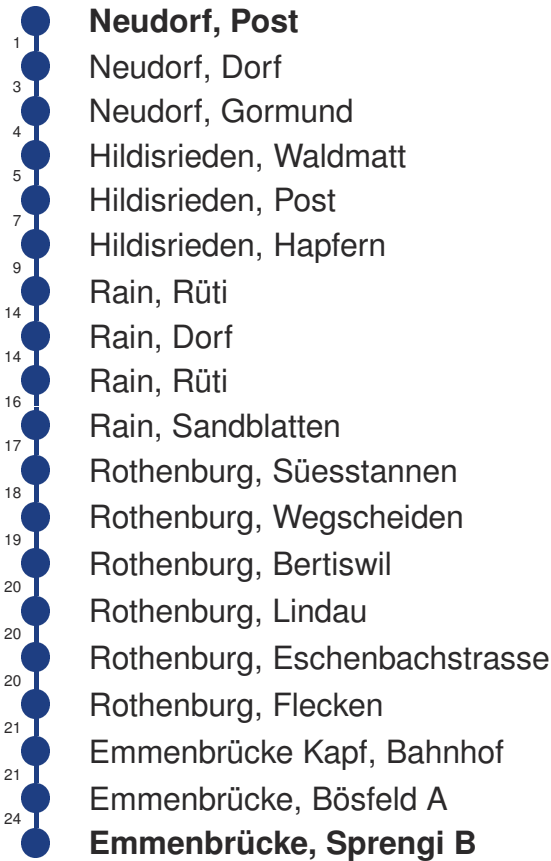 Neudorf, Post
1
Neudorf, Dorf
3
Neudorf, Gormund
4
Hildisrieden, Waldmatt
5
Hildisrieden, Post
7
Hildisrieden, Hapfern
9
Rain, Rüti
14
Rain, Dorf
14
Rain, Rüti
16
Rain, Sandblatten
17
Rothenburg, Süesstannen
18
Rothenburg, Wegscheiden
19
Rothenburg, Bertiswil
20
Rothenburg, Lindau
20
Rothenburg, Eschenbachstrasse
20
Rothenburg, Flecken
21
Emmenbrücke Kapf, Bahnhof
21
Emmenbrücke, Bösfeld A
24
Emmenbrücke, Sprengi B